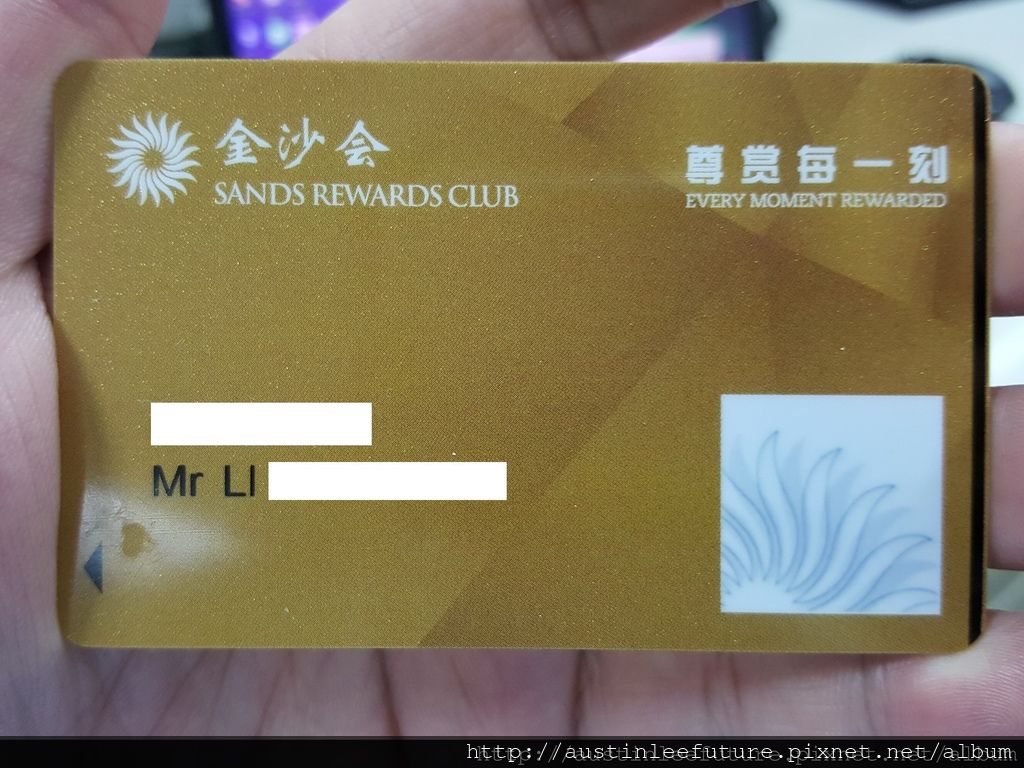 金沙会
SANDS REWARDS CLUB
尊赏每一刻
EVERY MOMENT REWARDED
Mr LI
http://austinleefuture.pixnet.net/album